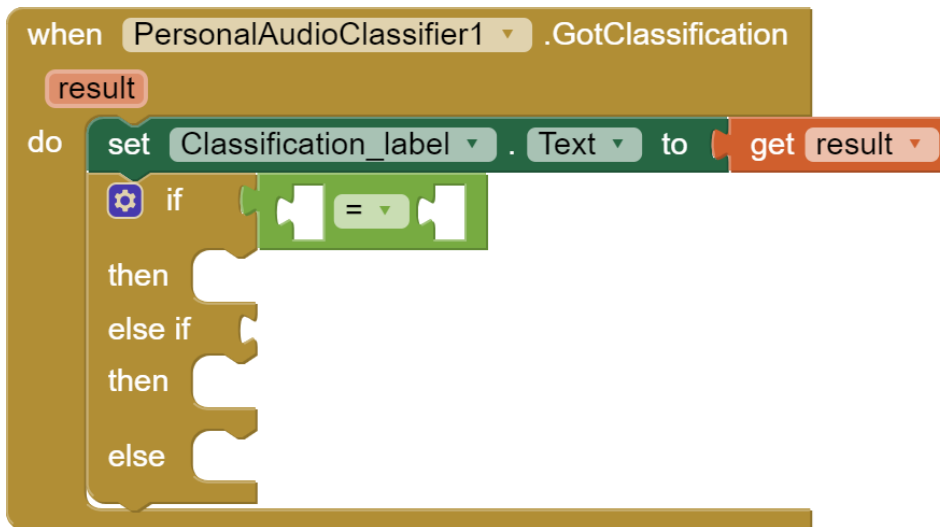 when PersonalAudioClassifier1 .GotClassification
result
do set Classification_label . Text to get result
if =
then
else if
then
else